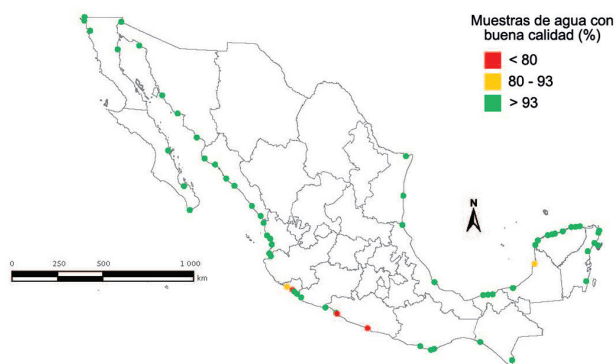 Muestras de agua con
buena calidad (%)
< 80
80 - 93
> 93
N
0 250 500 1 000
km